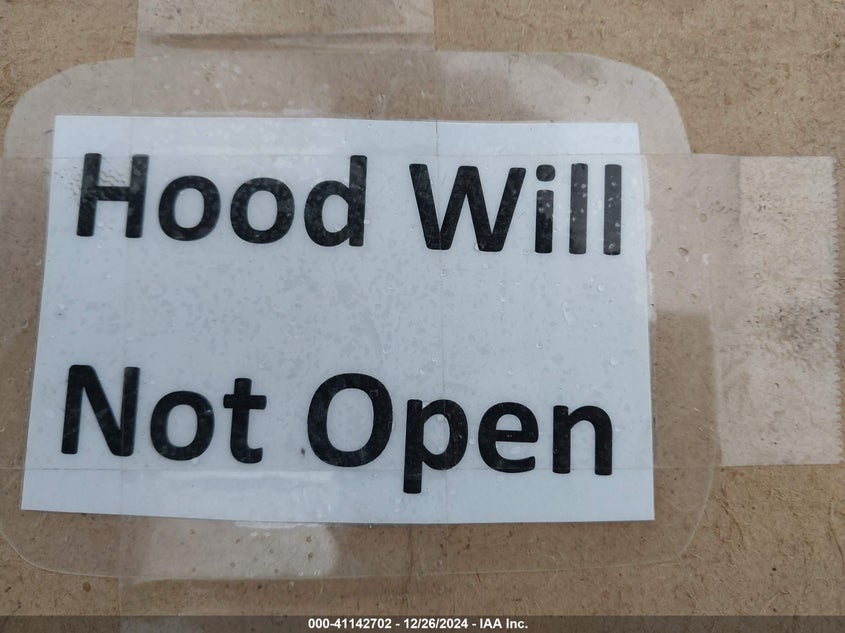 Hood Will
Not Open
000-41142702 - 12/26/2024 - IAA Inc.